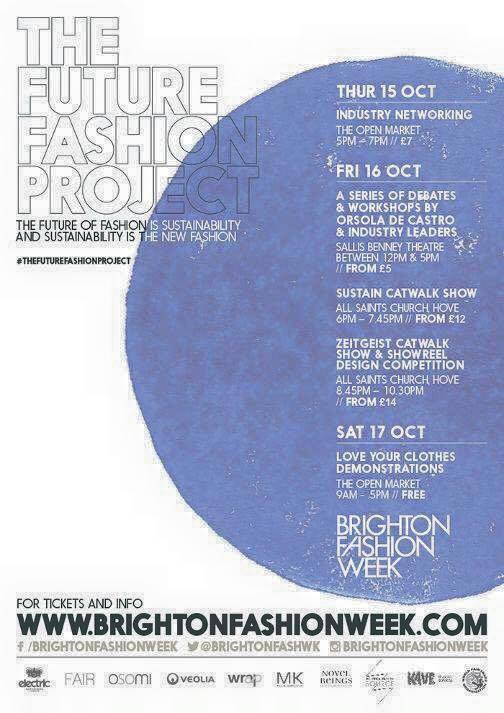 THE
FUTURE
FASHION
PROJECT
THE FUTURE OF FASHION IS SUSTAINABILITY
AND SUSTAINABILITY IS THE NEW FASHION
#THEFUTUREFASHIONPROJECT
THUR 15 OCT
INDUSTRY NETWORKING
THE OPEN MARKET
5PM – 7PM // £7
FRI 16 OCT
A SERIES OF DEBATES
& WORKSHOPS BY
ORSOLA DE CASTRO
& INDUSTRY LEADERS
SALLIS BENNEY THEATRE
BETWEEN 12PM & 5PM
// FROM £5
SUSTAIN CATWALK SHOW
ALL SAINTS CHURCH, HOVE
6PM – 7.45PM // FROM £12
ZEITGEIST CATWALK
SHOW & SHOWREEL
DESIGN COMPETITION
ALL SAINTS CHURCH, HOVE
8.45PM – 10.30PM
// FROM £14
SAT 17 OCT
LOVE YOUR CLOTHES
DEMONSTRATIONS
THE OPEN MARKET
9AM – 5PM // FREE
BRIGHTON
FASHION
WEEK
FOR TICKETS AND INFO
WWW.BRIGHTONFASHIONWEEK.COM
f /BRIGHTONFASHIONWEEK @BRIGHTONFASHWK BRIGHTONFASHIONWEEK
electric FAIR OSOMI VEOLIA wrap MK NOVEL BEINGS KAVE